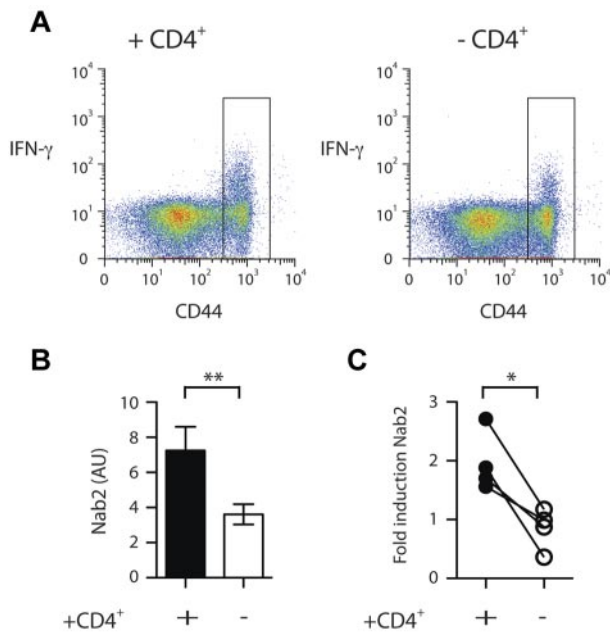 A
+ CD4⁺
- CD4⁺
10⁴
10³
IFN-γ
10²
10¹
0
0 10¹ 10² 10³ 10⁴
CD44
10⁴
10³
IFN-γ
10²
10¹
0
0 10¹ 10² 10³ 10⁴
CD44
B
**
10
8
6
4
2
0
Nab2 (AU)
+CD4⁺ + -
C
*
3
2
1
0
Fold induction Nab2
+CD4⁺ + -